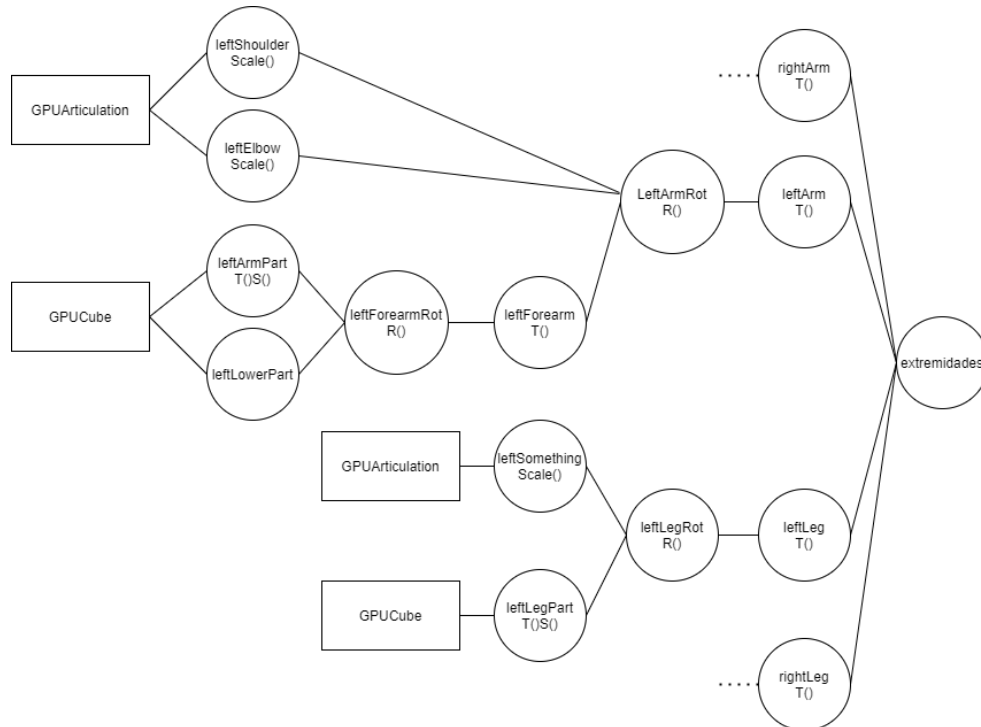 leftShoulder
Scale()
rightArm
T()
GPUArticulation
leftElbow
Scale()
LeftArmRot
R()
leftArm
T()
leftArmPart
T()S()
GPUCube
leftForearmRot
R()
leftForearm
T()
leftLowerPart
extremidades
GPUArticulation
leftSomething
Scale()
leftLegRot
R()
leftLeg
T()
GPUCube
leftLegPart
T()S()
rightLeg
T()